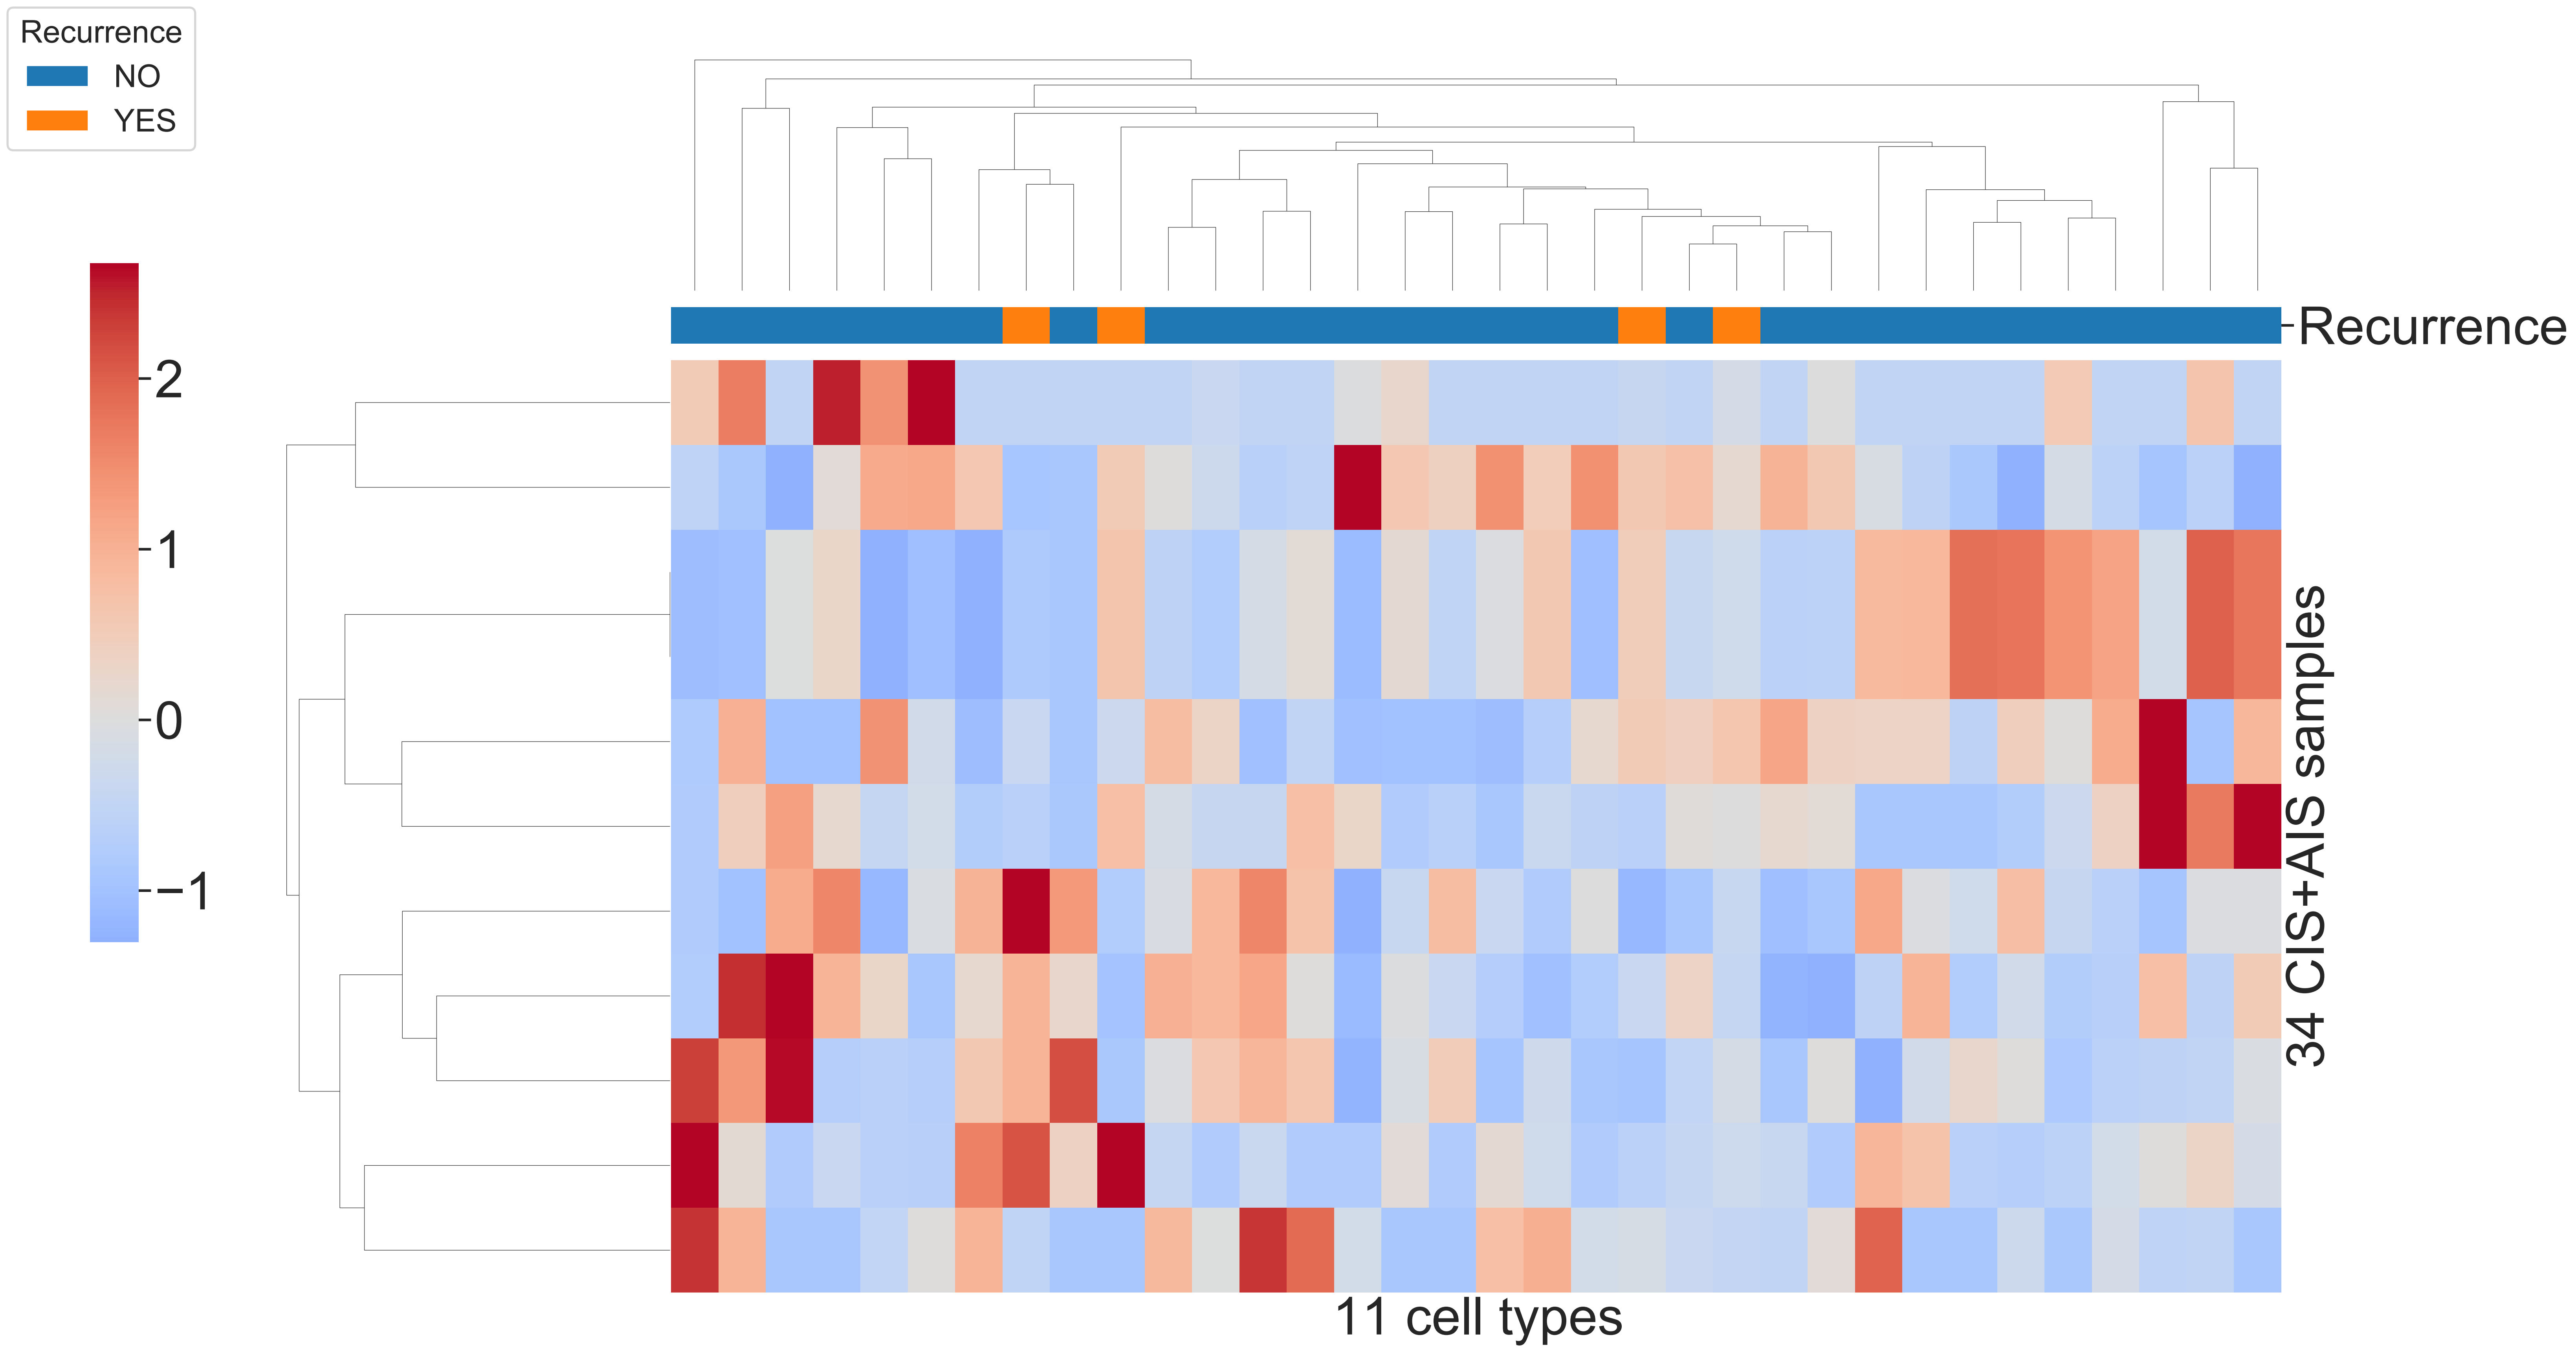 Recurrence
NO
YES
2
1
0
−1
Recurrence
34 CIS+AIS samples
11 cell types